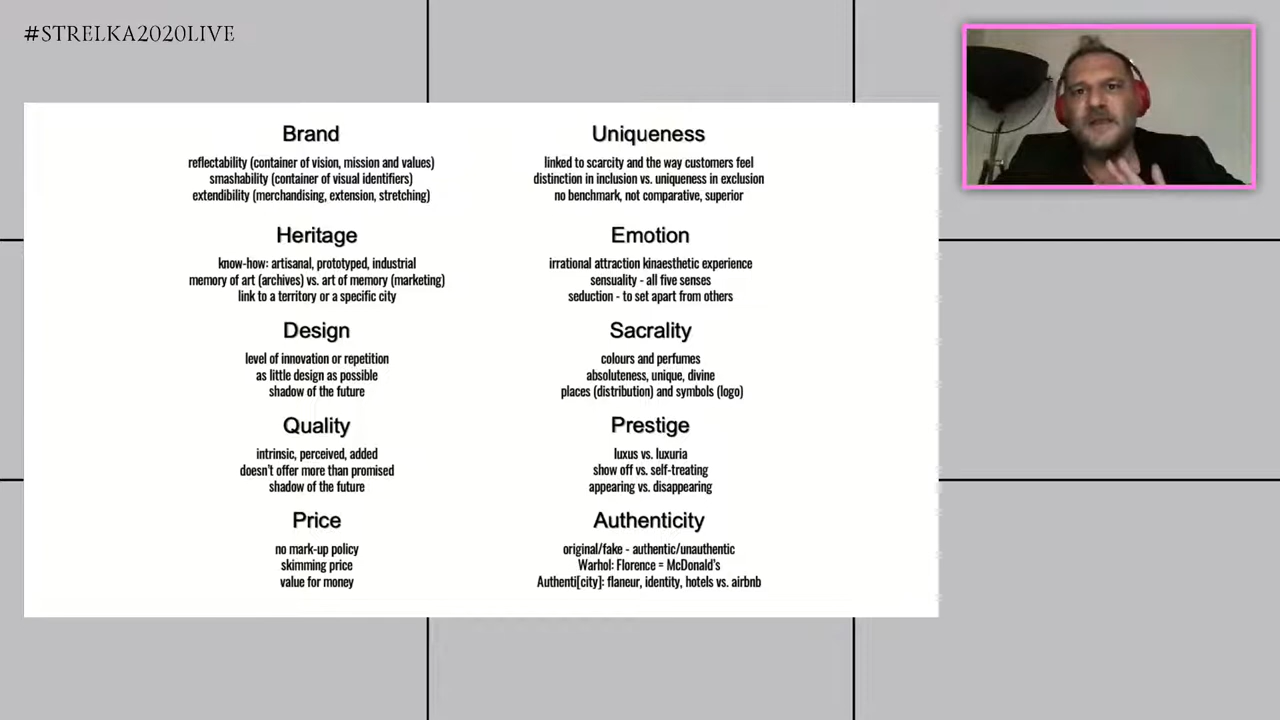 #STRELKA2020LIVE
Brand
reflectability (container of vision, mission and values)
smashability (container of visual identifiers)
extendibility (merchandising, extension, stretching)
Heritage
know-how: artisanal, prototyped, industrial
memory of art (archives) vs. art of memory (marketing)
link to a territory or a specific city
Design
level of innovation or repetition
as little design as possible
shadow of the future
Quality
intrinsic, perceived, added
doesn't offer more than promised
shadow of the future
Price
no mark-up policy
skimming price
value for money
Uniqueness
linked to scarcity and the way customers feel
distinction in inclusion vs. uniqueness in exclusion
no benchmark, not comparative, superior
Emotion
irrational attraction kinaesthetic experience
sensuality - all five senses
seduction - to set apart from others
Sacrality
colours and perfumes
absoluteness, unique, divine
places (distribution) and symbols (logo)
Prestige
luxus vs. luxuria
show off vs. self-treating
appearing vs. disappearing
Authenticity
original/fake - authentic/unauthentic
Warhol: Florence = McDonald's
Authenti[city]: flaneur, identity, hotels vs. airbnb